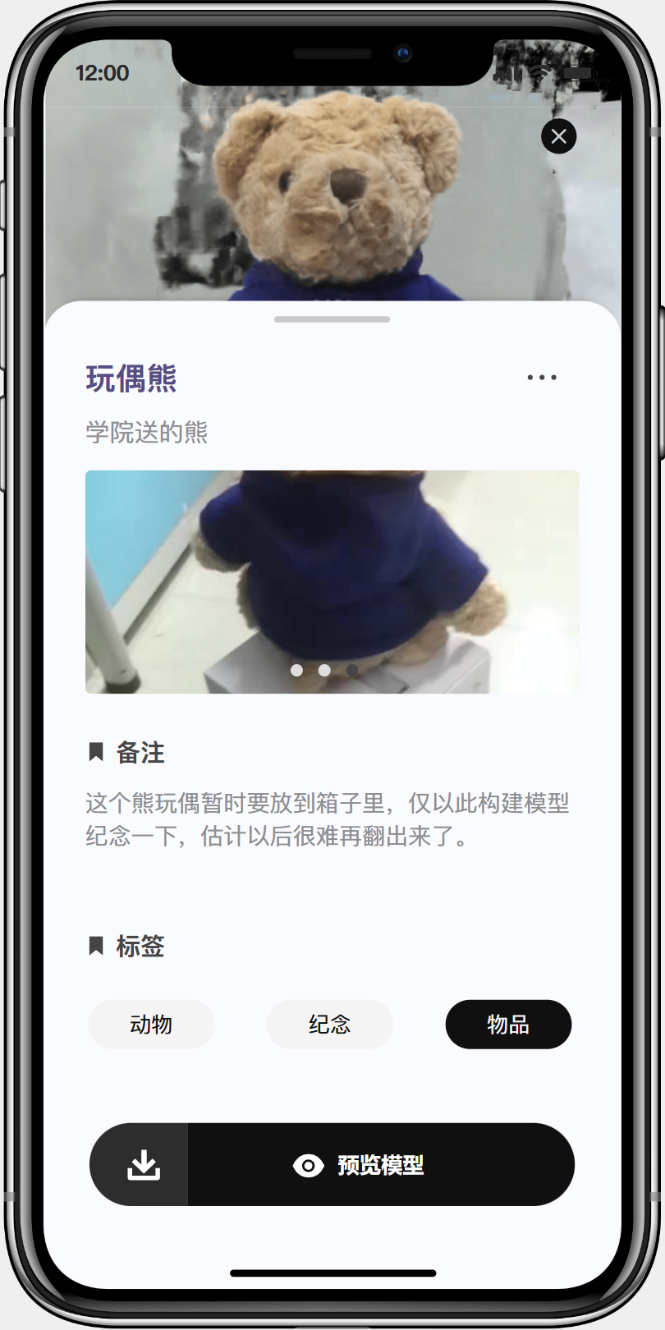 12:00
玩偶熊
学院送的熊
备注
这个熊玩偶暂时要放到箱子里，仅以此构建模型
纪念一下，估计以后很难再翻出来了。
标签
动物 纪念 物品
预览模型